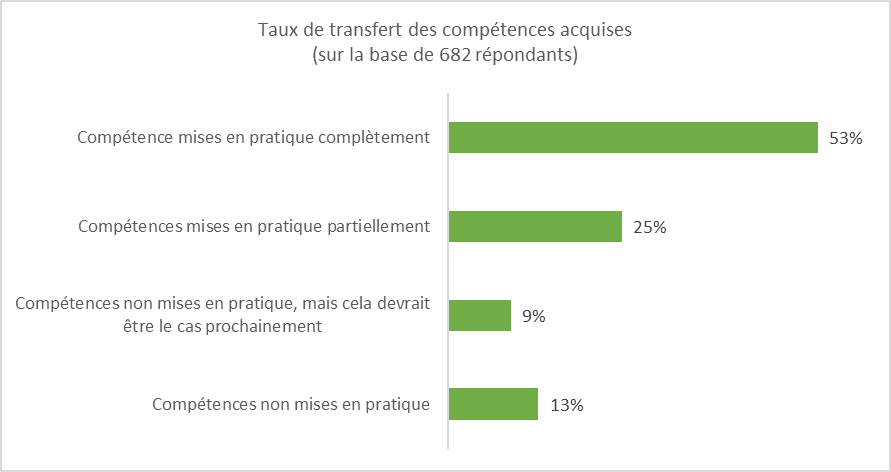 Taux de transfert des compétences acquises
(sur la base de 682 répondants)
Compétence mises en pratique complètement
53%
Compétences mises en pratique partiellement
25%
Compétences non mises en pratique, mais cela devrait
être le cas prochainement
9%
Compétences non mises en pratique
13%